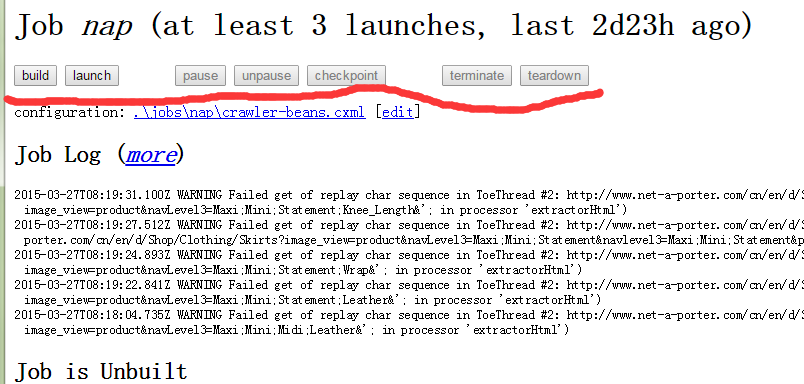 Job nap (at least 3 launches, last 2d23h ago)
build launch pause unpause checkpoint terminate teardown
configuration: .\jobs\nap\crawler-beans.cxml [edit]
Job Log (more)
2015-03-27T08:19:31.100Z WARNING Failed get of replay char sequence in ToeThread #2: http://www.net-a-porter.com/cn/en/d/S
image_view=product&navLevel3=Maxi;Mini;Statement;Knee_Length&'; in processor 'extractorHtml')
2015-03-27T08:19:27.512Z WARNING Failed get of replay char sequence in ToeThread #2: http://www.net-a-
porter.com/cn/en/d/Shop/Clothing/Skirts?image_view=product&navLevel3=Maxi;Mini;Statement&navlevel3=Maxi;Mini;Statement&p
2015-03-27T08:19:24.893Z WARNING Failed get of replay char sequence in ToeThread #2: http://www.net-a-porter.com/cn/en/d/S
image_view=product&navLevel3=Maxi;Mini;Statement;Wrap&'; in processor 'extractorHtml')
2015-03-27T08:19:22.841Z WARNING Failed get of replay char sequence in ToeThread #2: http://www.net-a-porter.com/cn/en/d/S
image_view=product&navLevel3=Maxi;Mini;Statement;Leather&'; in processor 'extractorHtml')
2015-03-27T08:18:04.735Z WARNING Failed get of replay char sequence in ToeThread #2: http://www.net-a-porter.com/cn/en/d/S
image_view=product&navLevel3=Maxi;Mini;Midi;Leather&'; in processor 'extractorHtml')
Job is Unbuilt